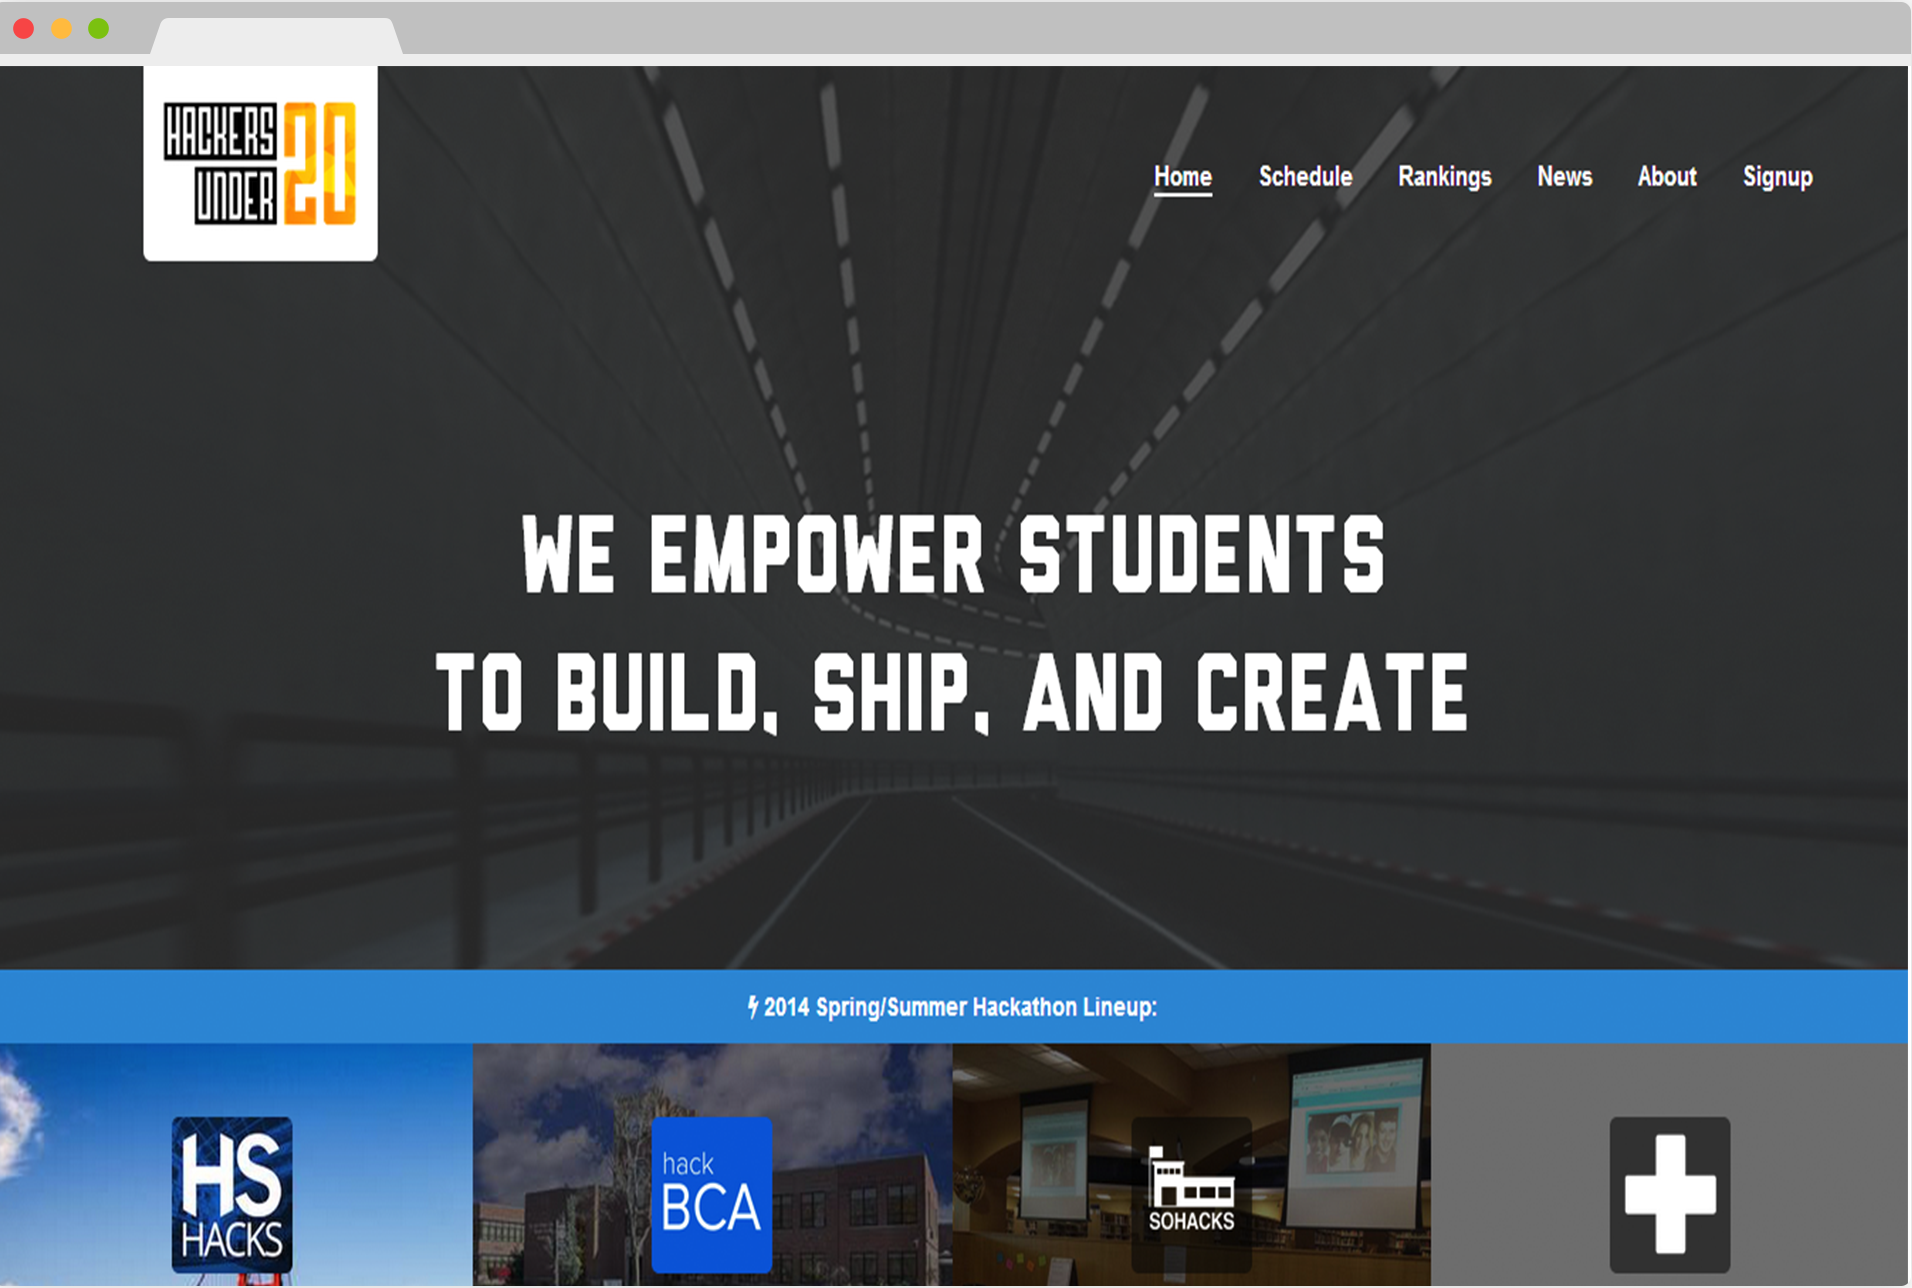 HACKERS
UNDER
20
Home
Schedule
Rankings
News
About
Signup
WE EMPOWER STUDENTS
TO BUILD, SHIP, AND CREATE
2014 Spring/Summer Hackathon Lineup:
HS
HACKS
hack
BCA
SOHACKS